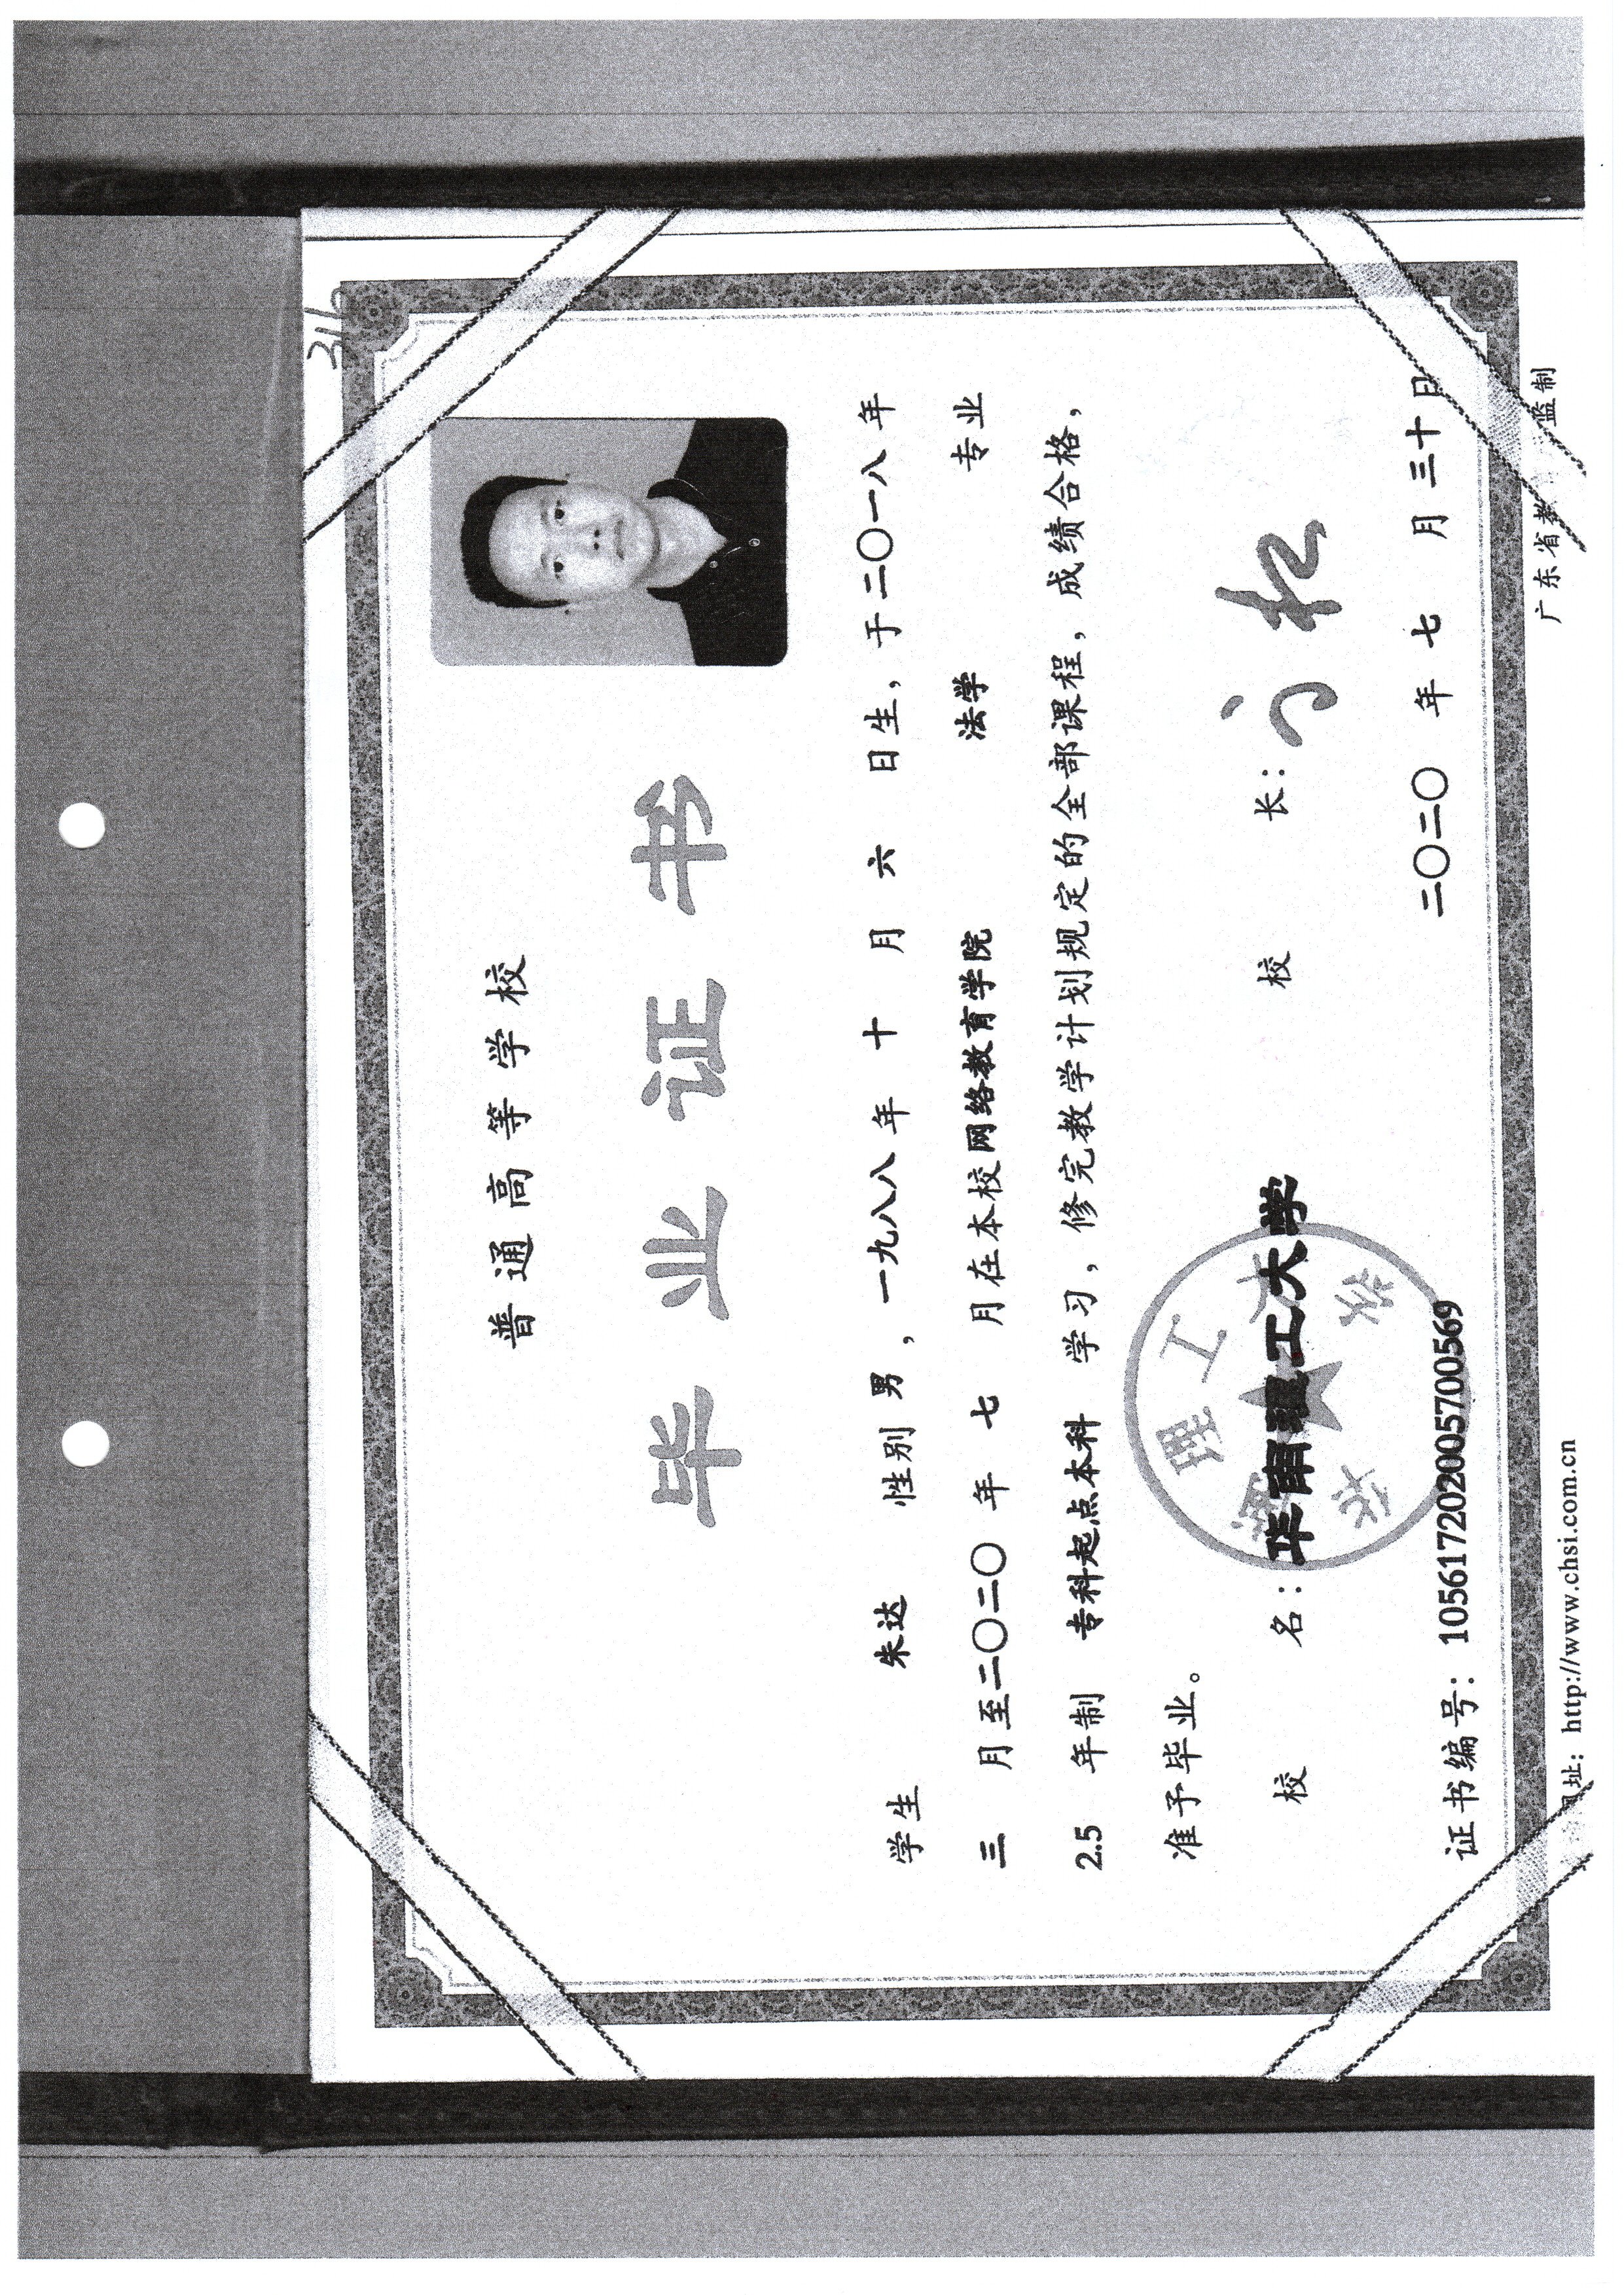 316
普通高等学校
毕业证书
学生 朱达 性别 男，一九八八年 十 月 六 日生，于二〇一八年
三 月至二〇二〇 年 七 月在本校网络教育学院 法学 专业
2.5 年制 专科起点本科 学习，修完教学计划规定的全部课程，成绩合格，
准予毕业。
校 名：华南理工大学 校 长：
证书编号：105617202005700569 二〇二〇 年 七 月三十日
址：http://www.chsi.com.cn 广东省教 监制